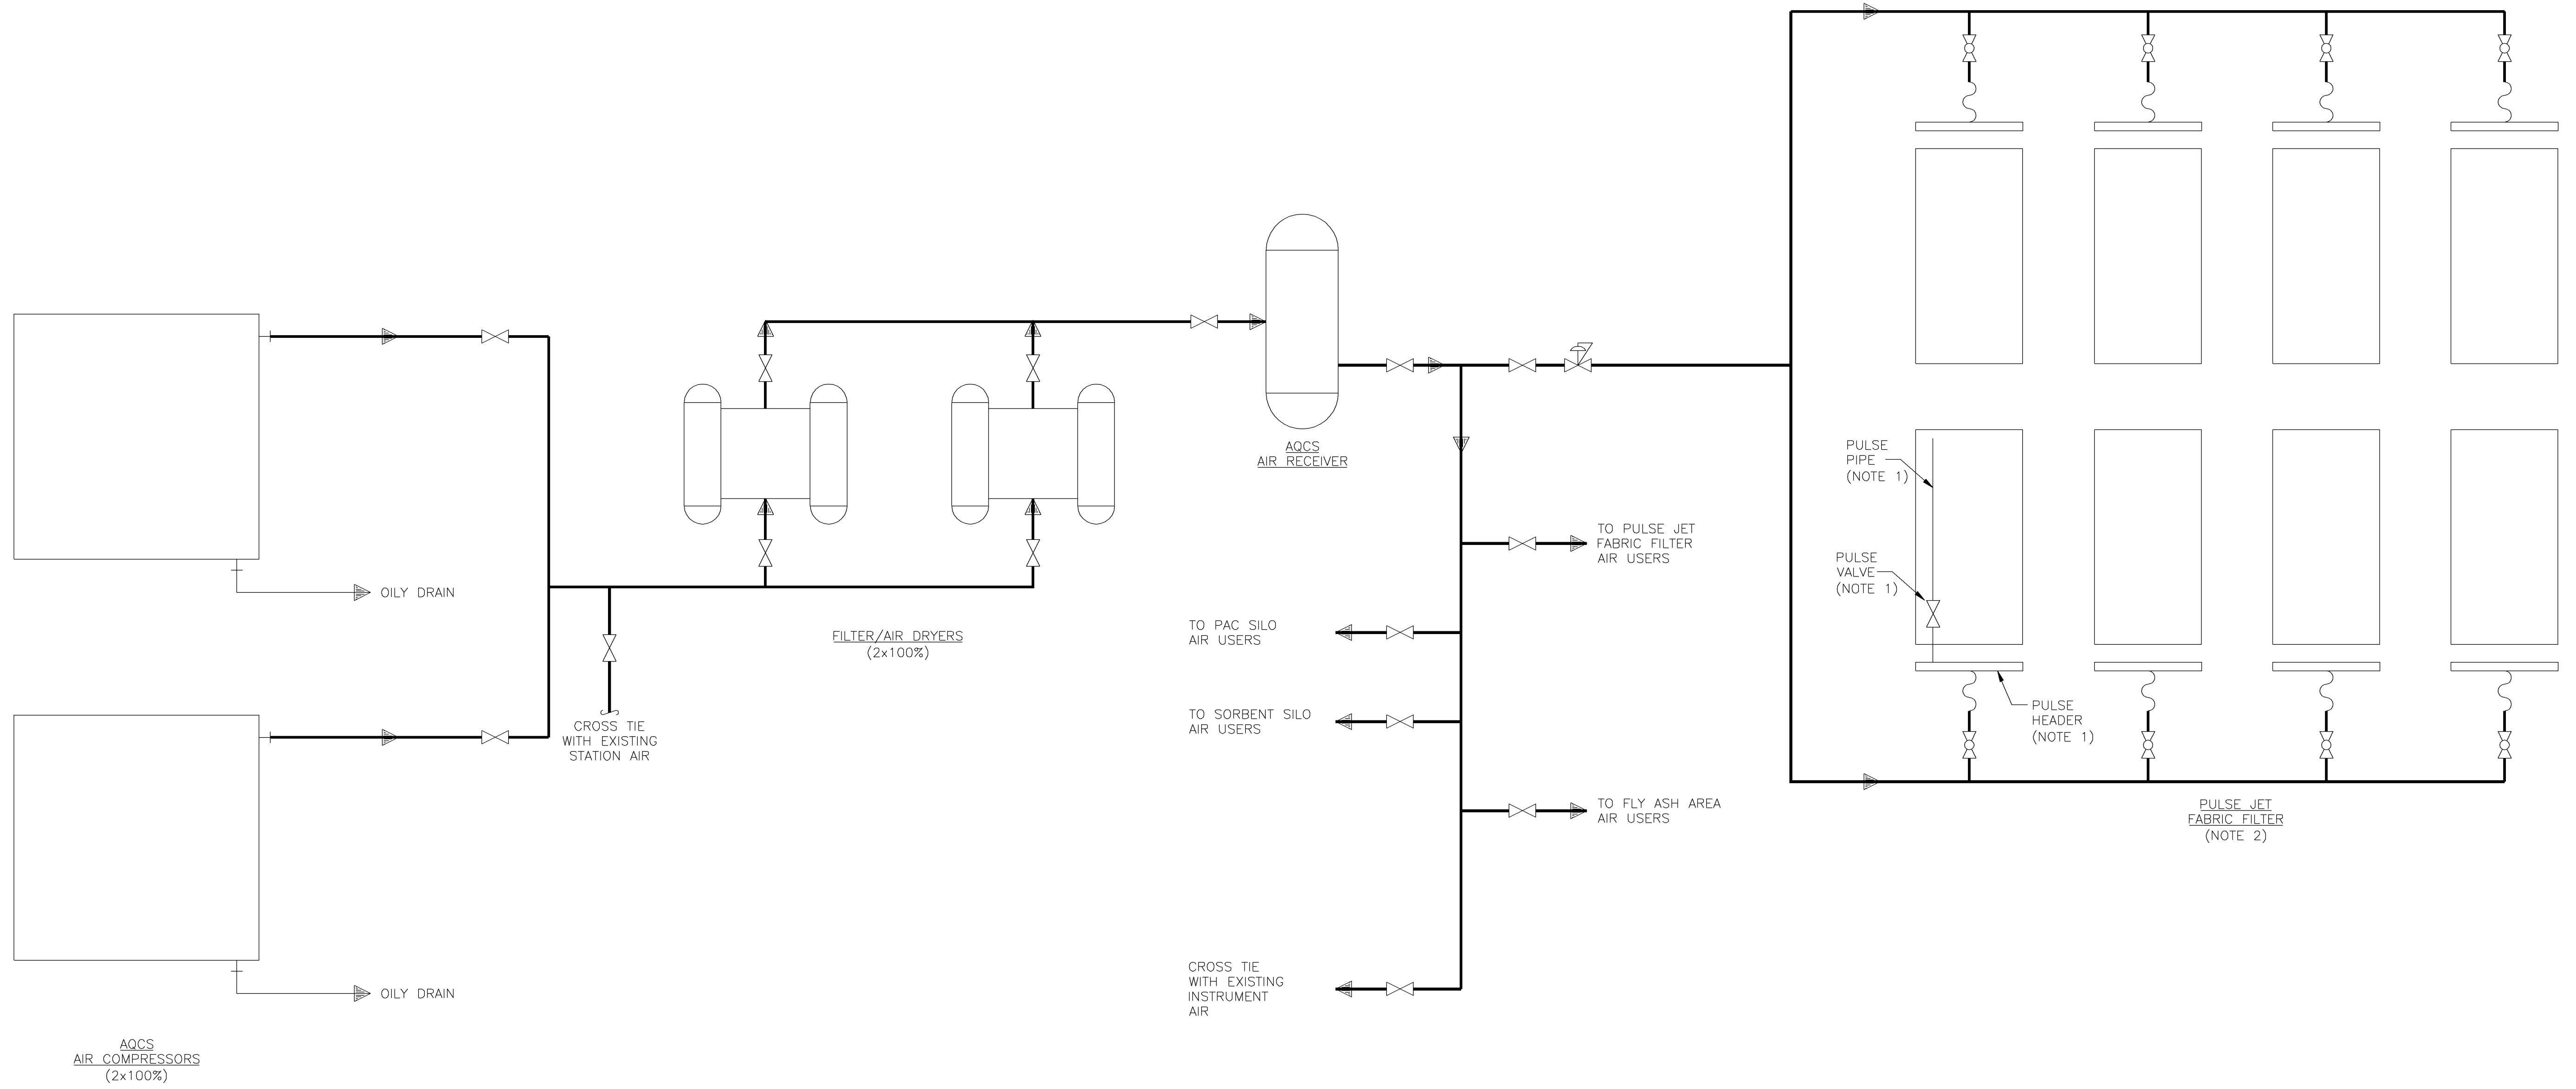 OILY DRAIN
OILY DRAIN
AQCS
AIR COMPRESSORS
(2x100%)
CROSS TIE
WITH EXISTING
STATION AIR
FILTER/AIR DRYERS
(2x100%)
AQCS
AIR RECEIVER
TO PULSE JET
FABRIC FILTER
AIR USERS
TO PAC SILO
AIR USERS
TO SORBENT SILO
AIR USERS
TO FLY ASH AREA
AIR USERS
CROSS TIE
WITH EXISTING
INSTRUMENT
AIR
PULSE
PIPE
(NOTE 1)
PULSE
VALVE
(NOTE 1)
PULSE
HEADER
(NOTE 1)
PULSE JET
FABRIC FILTER
(NOTE 2)